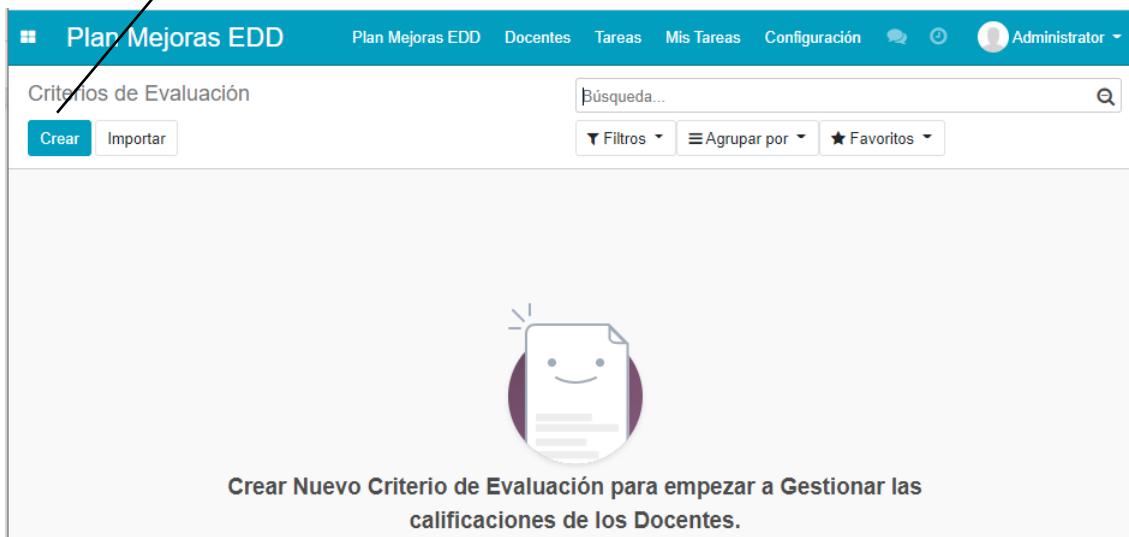 Plan Mejoras EDD Plan Mejoras EDD Docentes Tareas Mis Tareas Configuración Administrator
Criterios de Evaluación Búsqueda...
Crear Importar Filtros Agrupar por Favoritos
Crear Nuevo Criterio de Evaluación para empezar a Gestionar las
calificaciones de los Docentes.